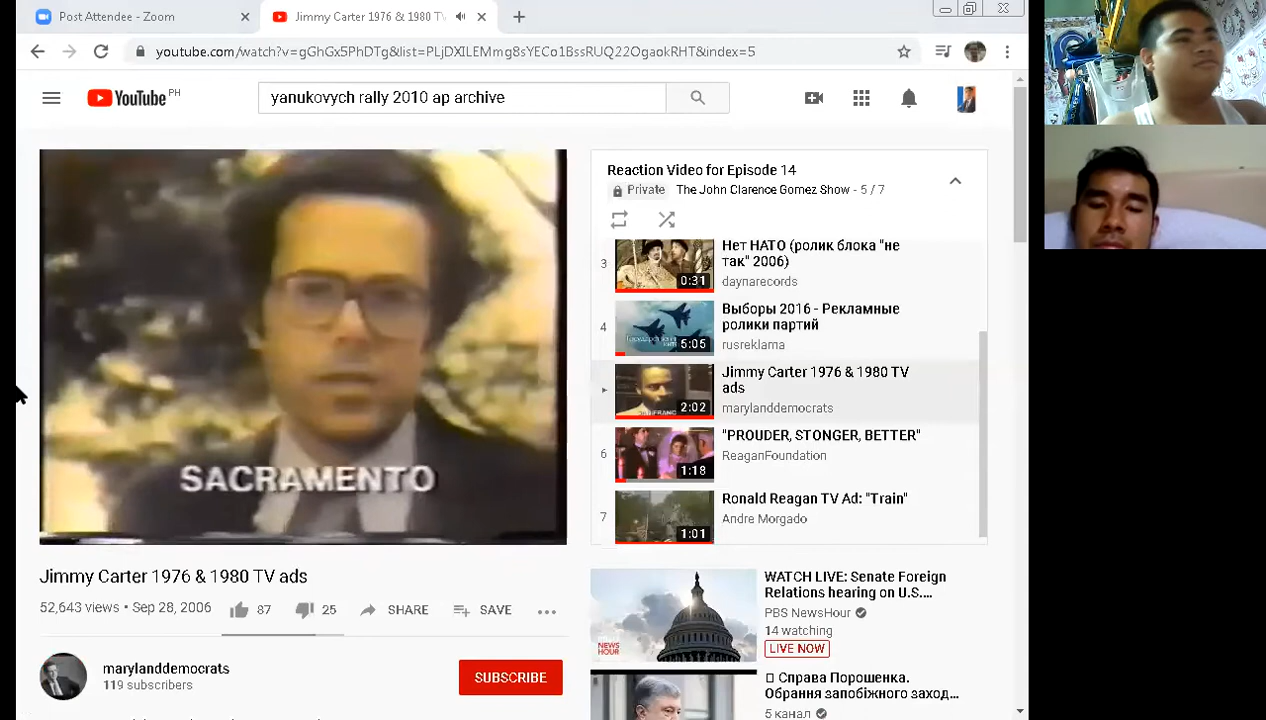 Post Attendee - Zoom
Jimmy Carter 1976 & 1980 TV
youtube.com/watch?v=gGhGx5PhDTg&list=PLjDXILEMmg8sYECo1BssRUQ22OgaokRHT&index=5
YouTube PH
yanukovych rally 2010 ap archive
SACRAMENTO
Jimmy Carter 1976 & 1980 TV ads
52,643 views • Sep 28, 2006
87
25
SHARE
SAVE
marylanddemocrats
119 subscribers
SUBSCRIBE
Reaction Video for Episode 14
Private
The John Clarence Gomez Show - 5 / 7
3
0:31
Нет НАТО (ролик блока "не
так" 2006)
daynarecords
4
5:05
Выборы 2016 - Рекламные
ролики партий
rusreklama
2:02
Jimmy Carter 1976 & 1980 TV
ads
marylanddemocrats
6
1:18
"PROUDER, STONGER, BETTER"
ReaganFoundation
7
1:01
Ronald Reagan TV Ad: "Train"
Andre Morgado
NEWS
HOUR
WATCH LIVE: Senate Foreign
Relations hearing on U.S....
PBS NewsHour
14 watching
LIVE NOW
Справа Порошенка.
Обрання запобіжного заход...
5 канал